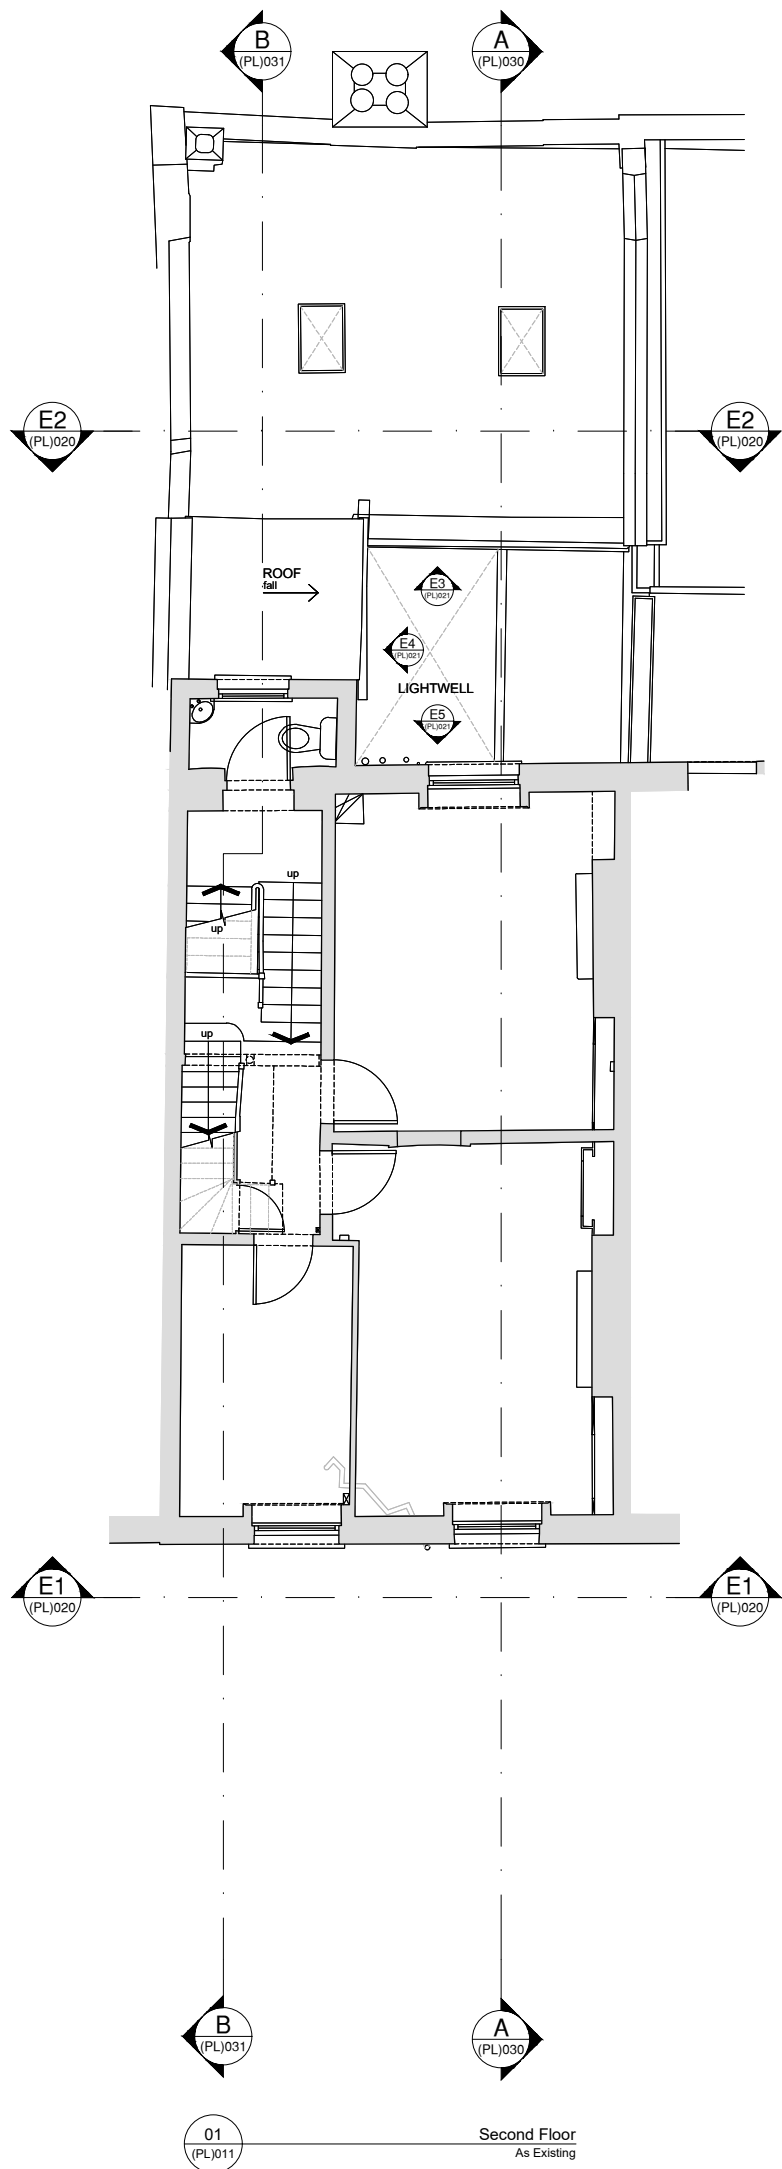 B
(PL)031
A
(PL)030
E2
(PL)020
E2
(PL)020
ROOF
fall
E3
(PL)021
E4
(PL)021
LIGHTWELL
E5
(PL)021
up
up
up
E1
(PL)020
E1
(PL)020
B
(PL)031
A
(PL)030
01
(PL)011
Second Floor
As Existing